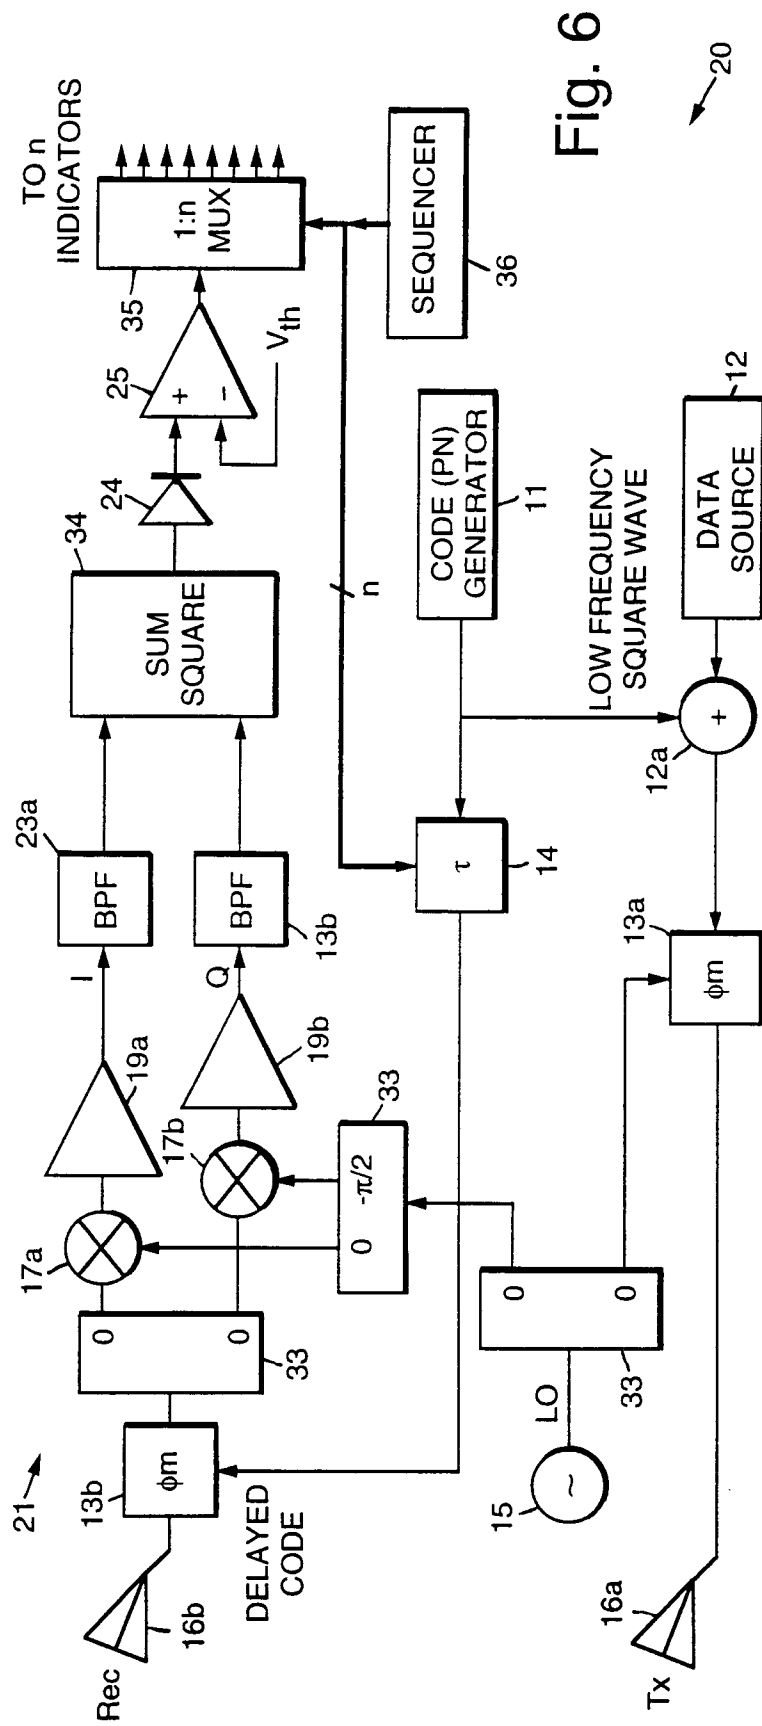 Rec
16b
21
13b
φm
DELAYED
CODE
0
0
33
17a
17b
19a
19b
I
Q
0
-π/2
33
23a
BPF
BPF
13b
34
SUM
SQUARE
24
25
+
-
Vth
35
1:n
MUX
TO n
INDICATORS
SEQUENCER
36
n
τ
14
CODE (PN)
GENERATOR
11
LOW FREQUENCY
SQUARE WAVE
15
~
LO
0
0
33
Tx
16a
13a
φm
12a
+
DATA
SOURCE
12
Fig. 6
20